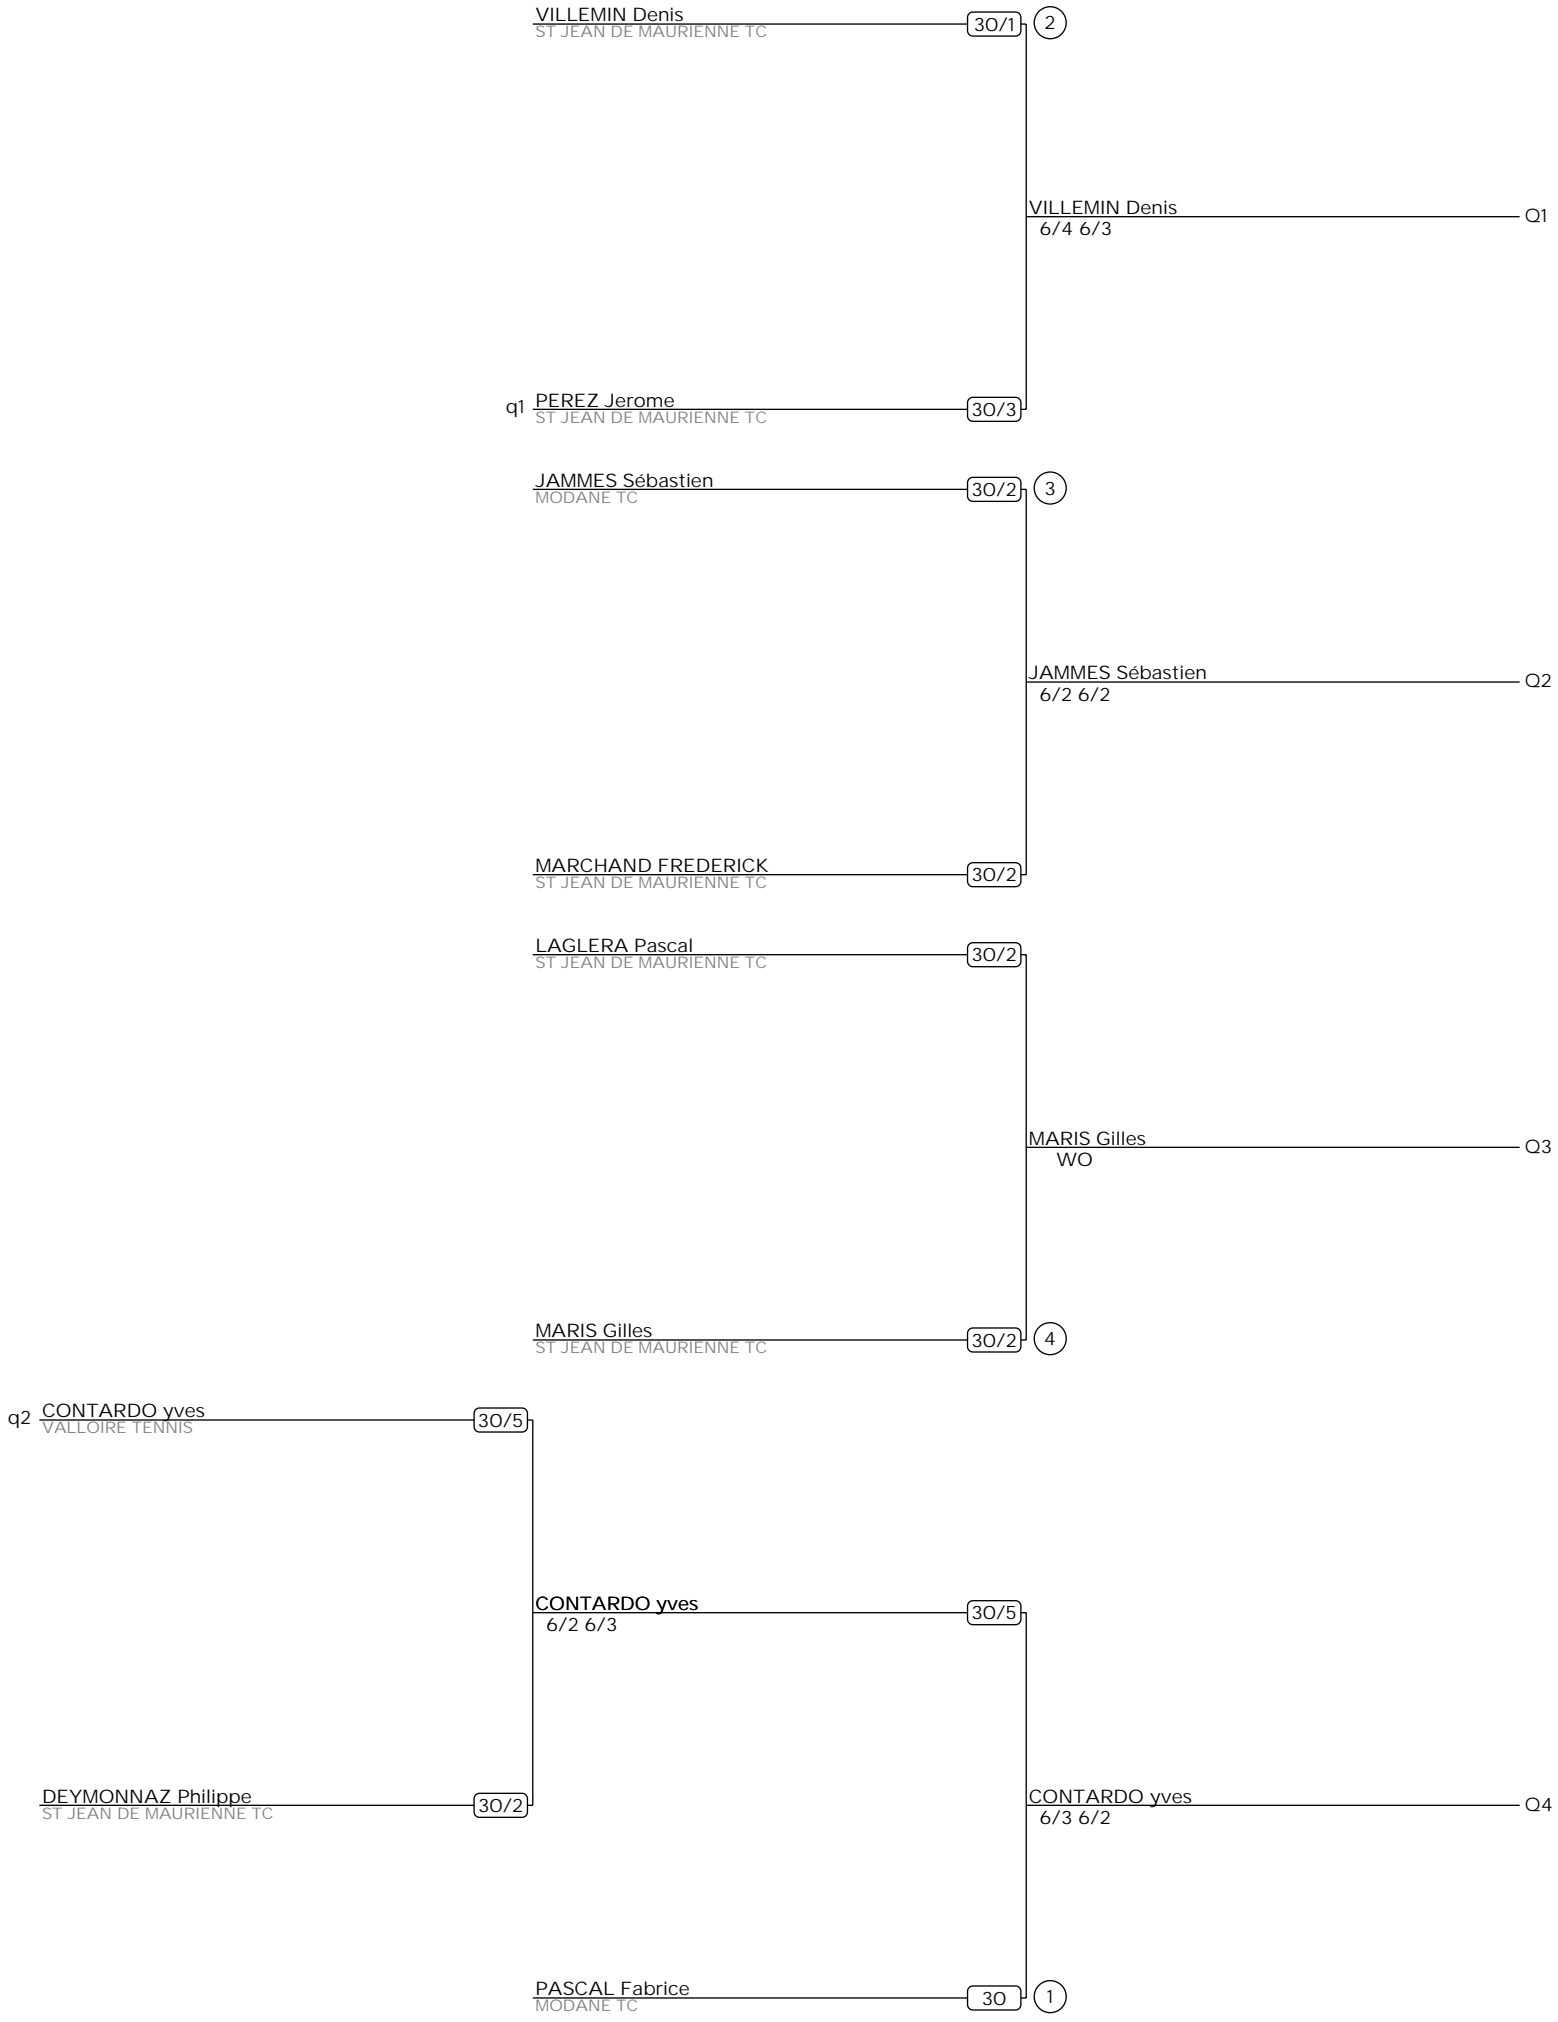 VILLEMIN Denis
ST JEAN DE MAURIENNE TC
30/1
2
VILLEMIN Denis
6/4 6/3
Q1
q1
PEREZ Jerome
ST JEAN DE MAURIENNE TC
30/3
JAMMES Sébastien
MODANE TC
30/2
3
JAMMES Sébastien
6/2 6/2
Q2
MARCHAND FREDERICK
ST JEAN DE MAURIENNE TC
30/2
LAGLERA Pascal
ST JEAN DE MAURIENNE TC
30/2
MARIS Gilles
WO
Q3
MARIS Gilles
ST JEAN DE MAURIENNE TC
30/2
4
q2
CONTARDO yves
VALLOIRE TENNIS
30/5
CONTARDO yves
6/2 6/3
30/5
DEYMONNAZ Philippe
ST JEAN DE MAURIENNE TC
30/2
CONTARDO yves
6/3 6/2
Q4
PASCAL Fabrice
MODANE TC
30
1